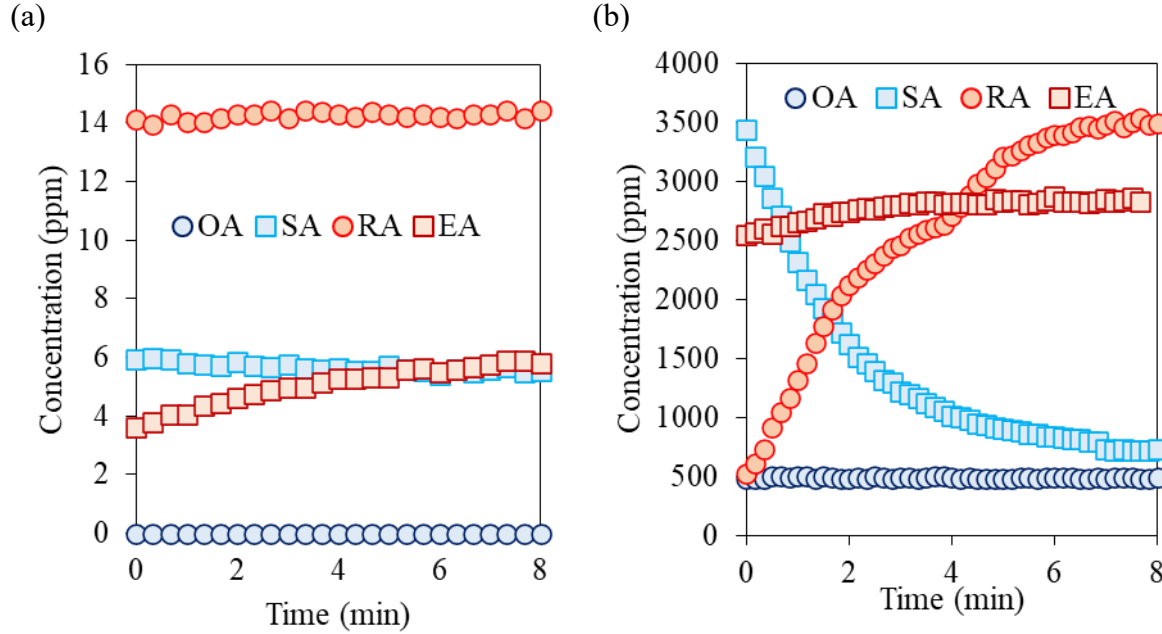 (a)
(b)
Concentration (ppm)
16
14
12
10
8
6
4
2
0
OA SA RA EA
0 2 4 6 8
Time (min)
Concentration (ppm)
4000
3500
3000
2500
2000
1500
1000
500
0
OA SA RA EA
0 2 4 6 8
Time (min)